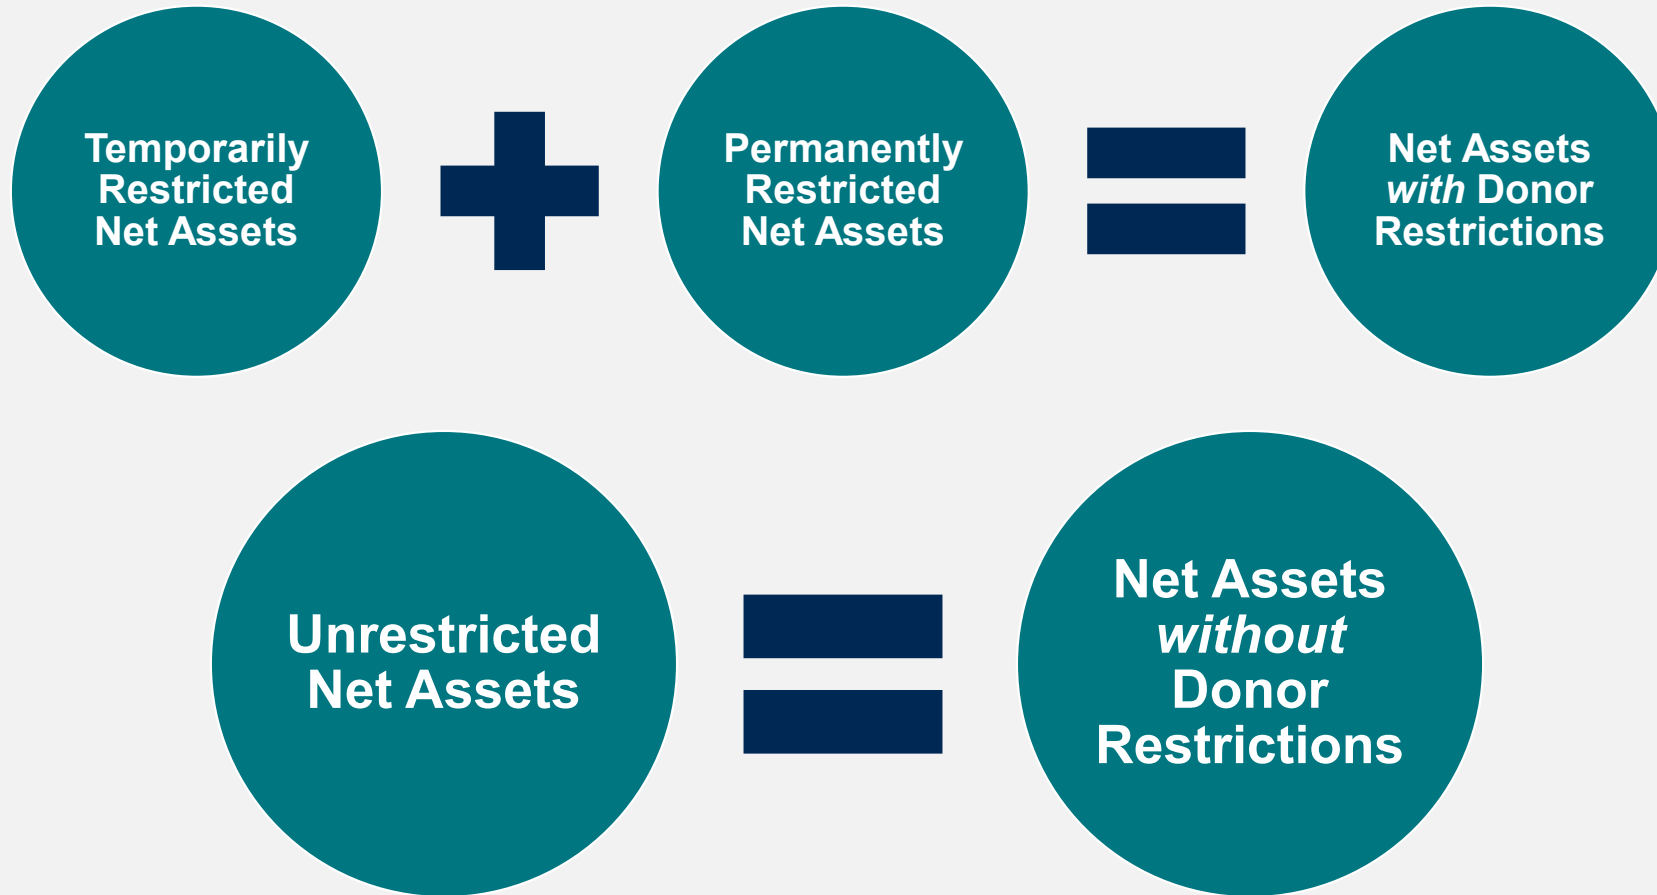 Temporarily
Restricted
Net Assets
Permanently
Restricted
Net Assets
Net Assets
with Donor
Restrictions
Unrestricted
Net Assets
Net Assets
without
Donor
Restrictions